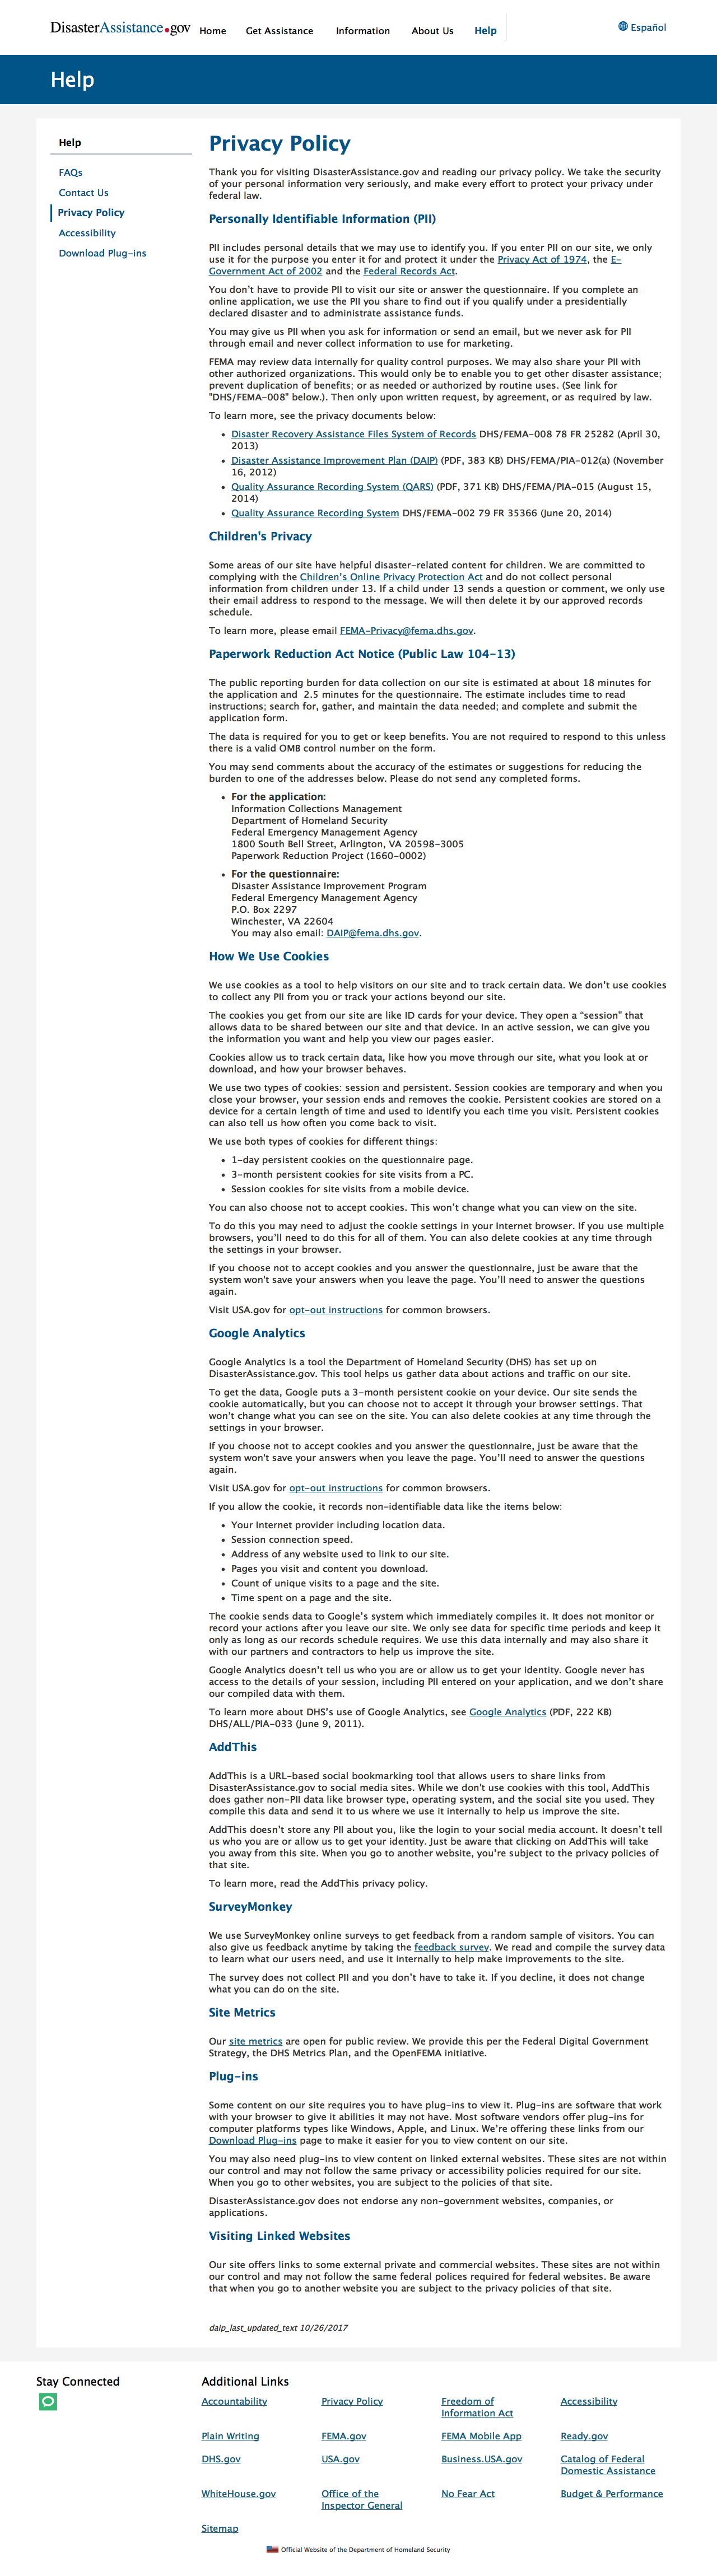 DisasterAssistance.gov
Home
Get Assistance
Information
About Us
Help
Español
Help
Help
FAQs
Contact Us
Privacy Policy
Accessibility
Download Plug-ins
Privacy Policy
Thank you for visiting DisasterAssistance.gov and reading our privacy policy. We take the security
of your personal information very seriously, and make every effort to protect your privacy under
federal law.
Personally Identifiable Information (PII)
PII includes personal details that we may use to identify you. If you enter PII on our site, we only
use it for the purpose you enter it for and protect it under the Privacy Act of 1974, the E-
Government Act of 2002 and the Federal Records Act.
You don't have to provide PII to visit our site or answer the questionnaire. If you complete an
online application, we use the PII you share to find out if you qualify under a presidentially
declared disaster and to administrate assistance funds.
You may give us PII when you ask for information or send an email, but we never ask for PII
through email and never collect information to use for marketing.
FEMA may review data internally for quality control purposes. We may also share your PII with
other authorized organizations. This would only be to enable you to get other disaster assistance;
prevent duplication of benefits; or as needed or authorized by routine uses. (See link for
"DHS/FEMA-008" below.). Then only upon written request, by agreement, or as required by law.
To learn more, see the privacy documents below:
• Disaster Recovery Assistance Files System of Records DHS/FEMA-008 78 FR 25282 (April 30,
2013)
• Disaster Assistance Improvement Plan (DAIP) (PDF, 383 KB) DHS/FEMA/PIA-012(a) (November
16, 2012)
• Quality Assurance Recording System (QARS) (PDF, 371 KB) DHS/FEMA/PIA-015 (August 15,
2014)
• Quality Assurance Recording System DHS/FEMA-002 79 FR 35366 (June 20, 2014)
Children's Privacy
Some areas of our site have helpful disaster-related content for children. We are committed to
complying with the Children's Online Privacy Protection Act and do not collect personal
information from children under 13. If a child under 13 sends a question or comment, we only use
their email address to respond to the message. We will then delete it by our approved records
schedule.
To learn more, please email FEMA-Privacy@fema.dhs.gov.
Paperwork Reduction Act Notice (Public Law 104-13)
The public reporting burden for data collection on our site is estimated at about 18 minutes for
the application and 2.5 minutes for the questionnaire. The estimate includes time to read
instructions; search for, gather, and maintain the data needed; and complete and submit the
application form.
The data is required for you to get or keep benefits. You are not required to respond to this unless
there is a valid OMB control number on the form.
You may send comments about the accuracy of the estimates or suggestions for reducing the
burden to one of the addresses below. Please do not send any completed forms.
• For the application:
Information Collections Management
Department of Homeland Security
Federal Emergency Management Agency
1800 South Bell Street, Arlington, VA 20598-3005
Paperwork Reduction Project (1660-0002)
• For the questionnaire:
Disaster Assistance Improvement Program
Federal Emergency Management Agency
P.O. Box 2297
Winchester, VA 22604
You may also email: DAIP@fema.dhs.gov.
How We Use Cookies
We use cookies as a tool to help visitors on our site and to track certain data. We don't use cookies
to collect any PII from you or track your actions beyond our site.
The cookies you get from our site are like ID cards for your device. They open a “session” that
allows data to be shared between our site and that device. In an active session, we can give you
the information you want and help you view our pages easier.
Cookies allow us to track certain data, like how you move through our site, what you look at or
download, and how your browser behaves.
We use two types of cookies: session and persistent. Session cookies are temporary and when you
close your browser, your session ends and removes the cookie. Persistent cookies are stored on a
device for a certain length of time and used to identify you each time you visit. Persistent cookies
can also tell us how often you come back to visit.
We use both types of cookies for different things:
• 1-day persistent cookies on the questionnaire page.
• 3-month persistent cookies for site visits from a PC.
• Session cookies for site visits from a mobile device.
You can also choose not to accept cookies. This won't change what you can view on the site.
To do this you may need to adjust the cookie settings in your Internet browser. If you use multiple
browsers, you'll need to do this for all of them. You can also delete cookies at any time through
the settings in your browser.
If you choose not to accept cookies and you answer the questionnaire, just be aware that the
system won't save your answers when you leave the page. You'll need to answer the questions
again.
Visit USA.gov for opt-out instructions for common browsers.
Google Analytics
Google Analytics is a tool the Department of Homeland Security (DHS) has set up on
DisasterAssistance.gov. This tool helps us gather data about actions and traffic on our site.
To get the data, Google puts a 3-month persistent cookie on your device. Our site sends the
cookie automatically, but you can choose not to accept it through your browser settings. That
won't change what you can see on the site. You can also delete cookies at any time through the
settings in your browser.
If you choose not to accept cookies and you answer the questionnaire, just be aware that the
system won't save your answers when you leave the page. You'll need to answer the questions
again.
Visit USA.gov for opt-out instructions for common browsers.
If you allow the cookie, it records non-identifiable data like the items below:
• Your Internet provider including location data.
• Session connection speed.
• Address of any website used to link to our site.
• Pages you visit and content you download.
• Count of unique visits to a page and the site.
• Time spent on a page and the site.
The cookie sends data to Google's system which immediately compiles it. It does not monitor or
record your actions after you leave our site. We only see data for specific time periods and keep it
only as long as our records schedule requires. We use this data internally and may also share it
with our partners and contractors to help us improve the site.
Google Analytics doesn't tell us who you are or allow us to get your identity. Google never has
access to the details of your session, including PII entered on your application, and we don't share
our compiled data with them.
To learn more about DHS's use of Google Analytics, see Google Analytics (PDF, 222 KB)
DHS/ALL/PIA-033 (June 9, 2011).
AddThis
AddThis is a URL-based social bookmarking tool that allows users to share links from
DisasterAssistance.gov to social media sites. While we don't use cookies with this tool, AddThis
does gather non-PII data like browser type, operating system, and the social site you used. They
compile this data and send it to us where we use it internally to help us improve the site.
AddThis doesn't store any PII about you, like the login to your social media account. It doesn't tell
us who you are or allow us to get your identity. Just be aware that clicking on AddThis will take
you away from this site. When you go to another website, you're subject to the privacy policies of
that site.
To learn more, read the AddThis privacy policy.
SurveyMonkey
We use SurveyMonkey online surveys to get feedback from a random sample of visitors. You can
also give us feedback anytime by taking the feedback survey. We read and compile the survey data
to learn what our users need, and use it internally to help make improvements to the site.
The survey does not collect PII and you don't have to take it. If you decline, it does not change
what you can do on the site.
Site Metrics
Our site metrics are open for public review. We provide this per the Federal Digital Government
Strategy, the DHS Metrics Plan, and the OpenFEMA initiative.
Plug-ins
Some content on our site requires you to have plug-ins to view it. Plug-ins are software that work
with your browser to give it abilities it may not have. Most software vendors offer plug-ins for
computer platforms types like Windows, Apple, and Linux. We're offering these links from our
Download Plug-ins page to make it easier for you to view content on our site.
You may also need plug-ins to view content on linked external websites. These sites are not within
our control and may not follow the same privacy or accessibility policies required for our site.
When you go to other websites, you are subject to the policies of that site.
DisasterAssistance.gov does not endorse any non-government websites, companies, or
applications.
Visiting Linked Websites
Our site offers links to some external private and commercial websites. These sites are not within
our control and may not follow the same federal polices required for federal websites. Be aware
that when you go to another website you are subject to the privacy policies of that site.
daip_last_updated_text 10/26/2017
Stay Connected
Additional Links
Accountability
Privacy Policy
Freedom of
Information Act
Accessibility
Plain Writing
FEMA.gov
FEMA Mobile App
Ready.gov
DHS.gov
USA.gov
Business.USA.gov
Catalog of Federal
Domestic Assistance
WhiteHouse.gov
Office of the
Inspector General
No Fear Act
Budget & Performance
Sitemap
Official Website of the Department of Homeland Security